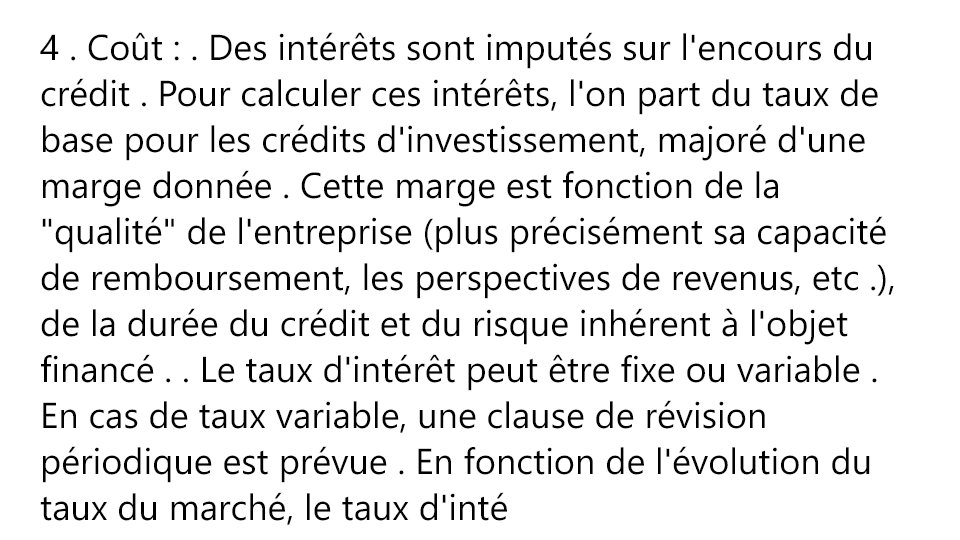 4 . Coût : . Des intérêts sont imputés sur l'encours du
crédit . Pour calculer ces intérêts, l'on part du taux de
base pour les crédits d'investissement, majoré d'une
marge donnée . Cette marge est fonction de la
"qualité" de l'entreprise (plus précisément sa capacité
de remboursement, les perspectives de revenus, etc .),
de la durée du crédit et du risque inhérent à l'objet
financé . . Le taux d'intérêt peut être fixe ou variable .
En cas de taux variable, une clause de révision
périodique est prévue . En fonction de l'évolution du
taux du marché, le taux d'inté